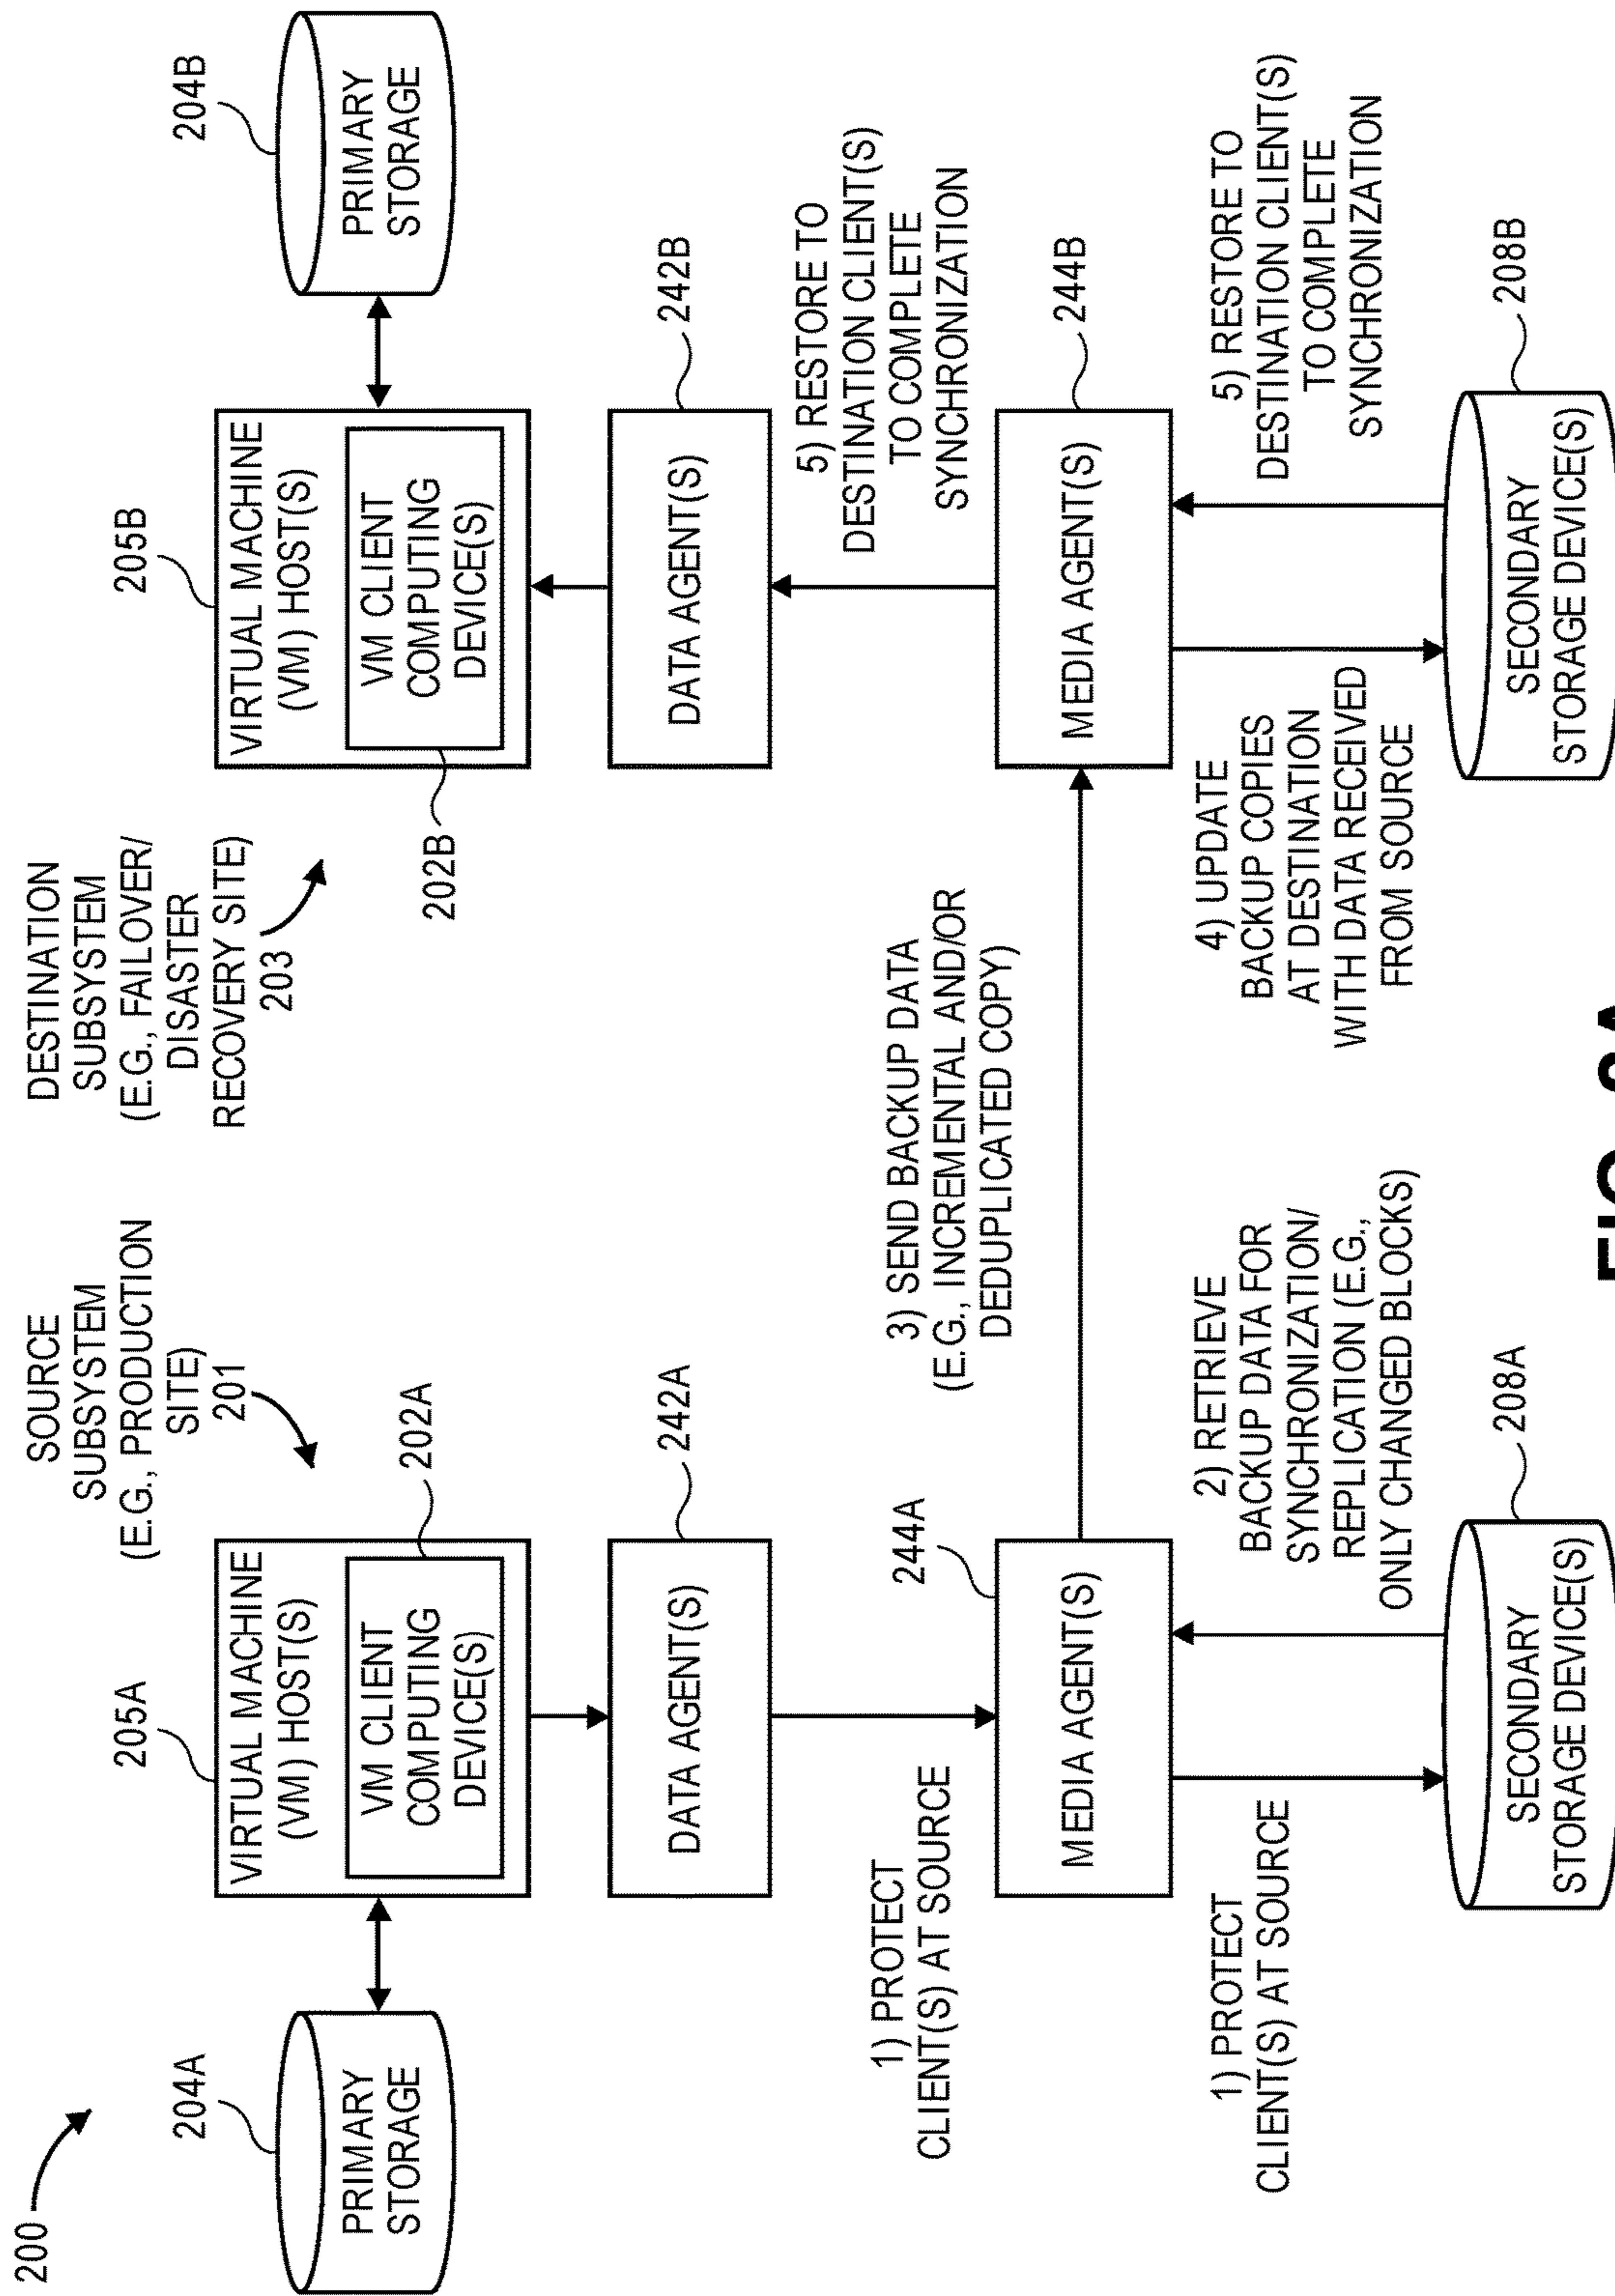 200
SOURCE
SUBSYSTEM
(E.G., PRODUCTION
SITE)
201
DESTINATION
SUBSYSTEM
(E.G., FAILOVER/
DISASTER
RECOVERY SITE)
203
204A
PRIMARY
STORAGE
205A
VIRTUAL MACHINE
(VM) HOST(S)
VM CLIENT
COMPUTING
DEVICE(S)
202A
202B
205B
VIRTUAL MACHINE
(VM) HOST(S)
VM CLIENT
COMPUTING
DEVICE(S)
204B
PRIMARY
STORAGE
DATA AGENT(S)
242A
DATA AGENT(S)
242B
1) PROTECT
CLIENT(S) AT SOURCE
244A
MEDIA AGENT(S)
3) SEND BACKUP DATA
(E.G., INCREMENTAL AND/OR
DEDUPLICATED COPY)
5) RESTORE TO
DESTINATION CLIENT(S)
TO COMPLETE
SYNCHRONIZATION
MEDIA AGENT(S)
244B
1) PROTECT
CLIENT(S) AT SOURCE
2) RETRIEVE
BACKUP DATA FOR
SYNCHRONIZATION/
REPLICATION (E.G.,
ONLY CHANGED BLOCKS)
4) UPDATE
BACKUP COPIES
AT DESTINATION
WITH DATA RECEIVED
FROM SOURCE
5) RESTORE TO
DESTINATION CLIENT(S)
TO COMPLETE
SYNCHRONIZATION
SECONDARY
STORAGE DEVICE(S)
208A
SECONDARY
STORAGE DEVICE(S)
208B